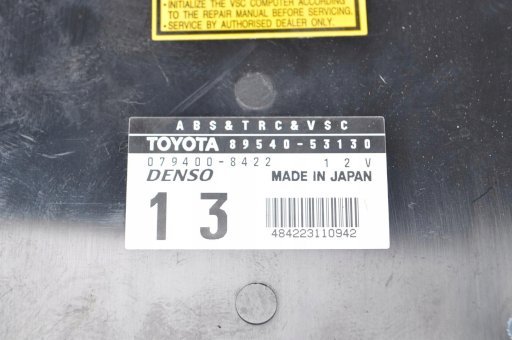 • INITIALIZE THE VSC COMPUTER ACCORDING
TO THE REPAIR MANUAL BEFORE SERVICING.
• SERVICE BY AUTHORISED DEALER ONLY.
ABS&TRC&VSC
TOYOTA 89540-53130
079400-8422 12V
DENSO MADE IN JAPAN
13
484223110942